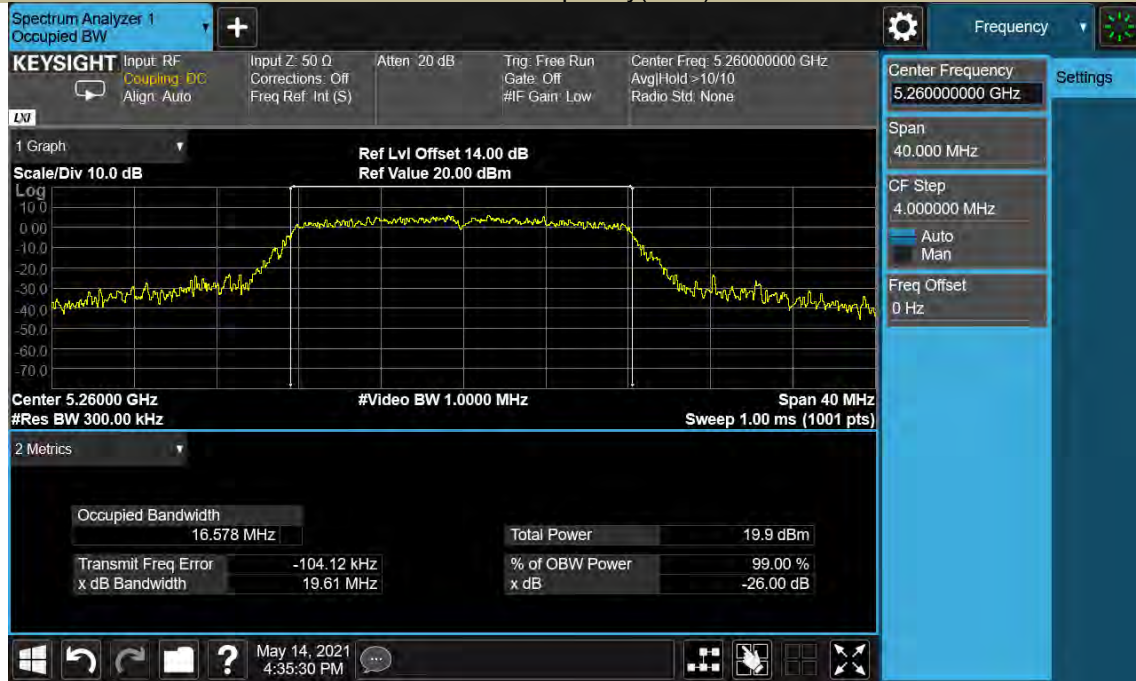 Spectrum Analyzer 1
Occupied BW
+
Frequency
KEYSIGHT
Input: RF
Coupling: DC
Align: Auto
Input Z: 50 Ω
Corrections: Off
Freq Ref: Int (S)
Atten: 20 dB
Trig: Free Run
Gate: Off
#IF Gain: Low
Center Freq: 5.260000000 GHz
Avg|Hold >10/10
Radio Std: None
LXI
Center Frequency
5.260000000 GHz
Settings
Span
40.000 MHz
CF Step
4.000000 MHz
Auto
Man
Freq Offset
0 Hz
1 Graph
Scale/Div 10.0 dB
Ref Lvl Offset 14.00 dB
Ref Value 20.00 dBm
Log
10.0
0.00
-10.0
-20.0
-30.0
-40.0
-50.0
-60.0
-70.0
Center 5.26000 GHz
#Video BW 1.0000 MHz
Span 40 MHz
#Res BW 300.00 kHz
Sweep 1.00 ms (1001 pts)
2 Metrics
Occupied Bandwidth
16.578 MHz
Total Power 19.9 dBm
Transmit Freq Error -104.12 kHz
% of OBW Power 99.00 %
x dB Bandwidth 19.61 MHz
x dB -26.00 dB
?
May 14, 2021
4:35:30 PM